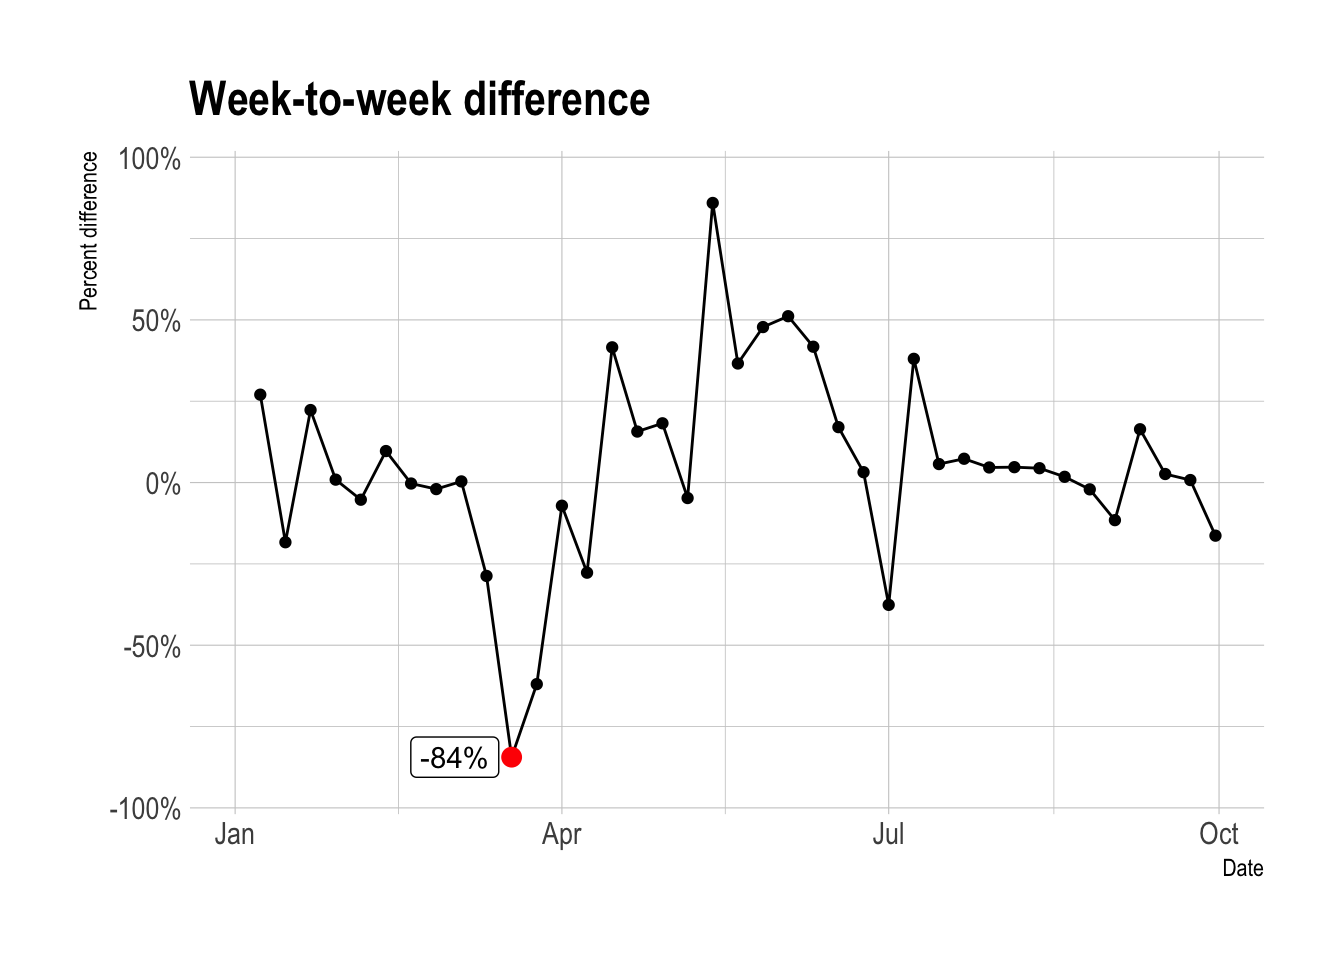 Week-to-week difference
Percent difference
100%
50%
0%
-50%
-100%
-84%
Jan
Apr
Jul
Oct
Date